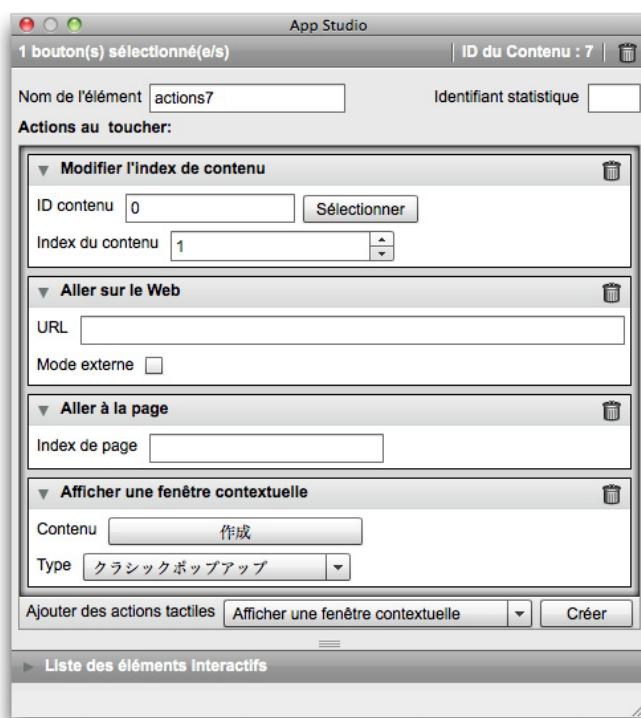 App Studio
1 bouton(s) sélectionné(e/s) ID du Contenu : 7
Nom de l'élément actions7 Identifiant statistique
Actions au toucher:
Modifier l'index de contenu
ID contenu 0 Sélectionner
Index du contenu 1
Aller sur le Web
URL
Mode externe
Aller à la page
Index de page
Afficher une fenêtre contextuelle
Contenu 作成
Type クラシックポップアップ
Ajouter des actions tactiles Afficher une fenêtre contextuelle Créer
Liste des éléments interactifs